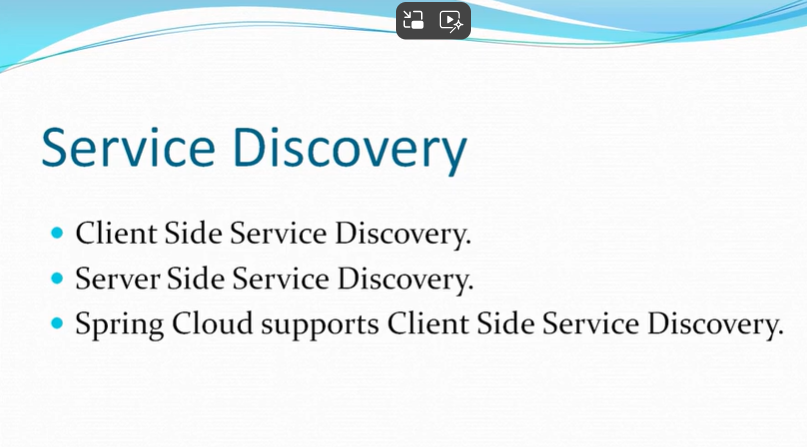 Service Discovery
Client Side Service Discovery.
Server Side Service Discovery.
Spring Cloud supports Client Side Service Discovery.